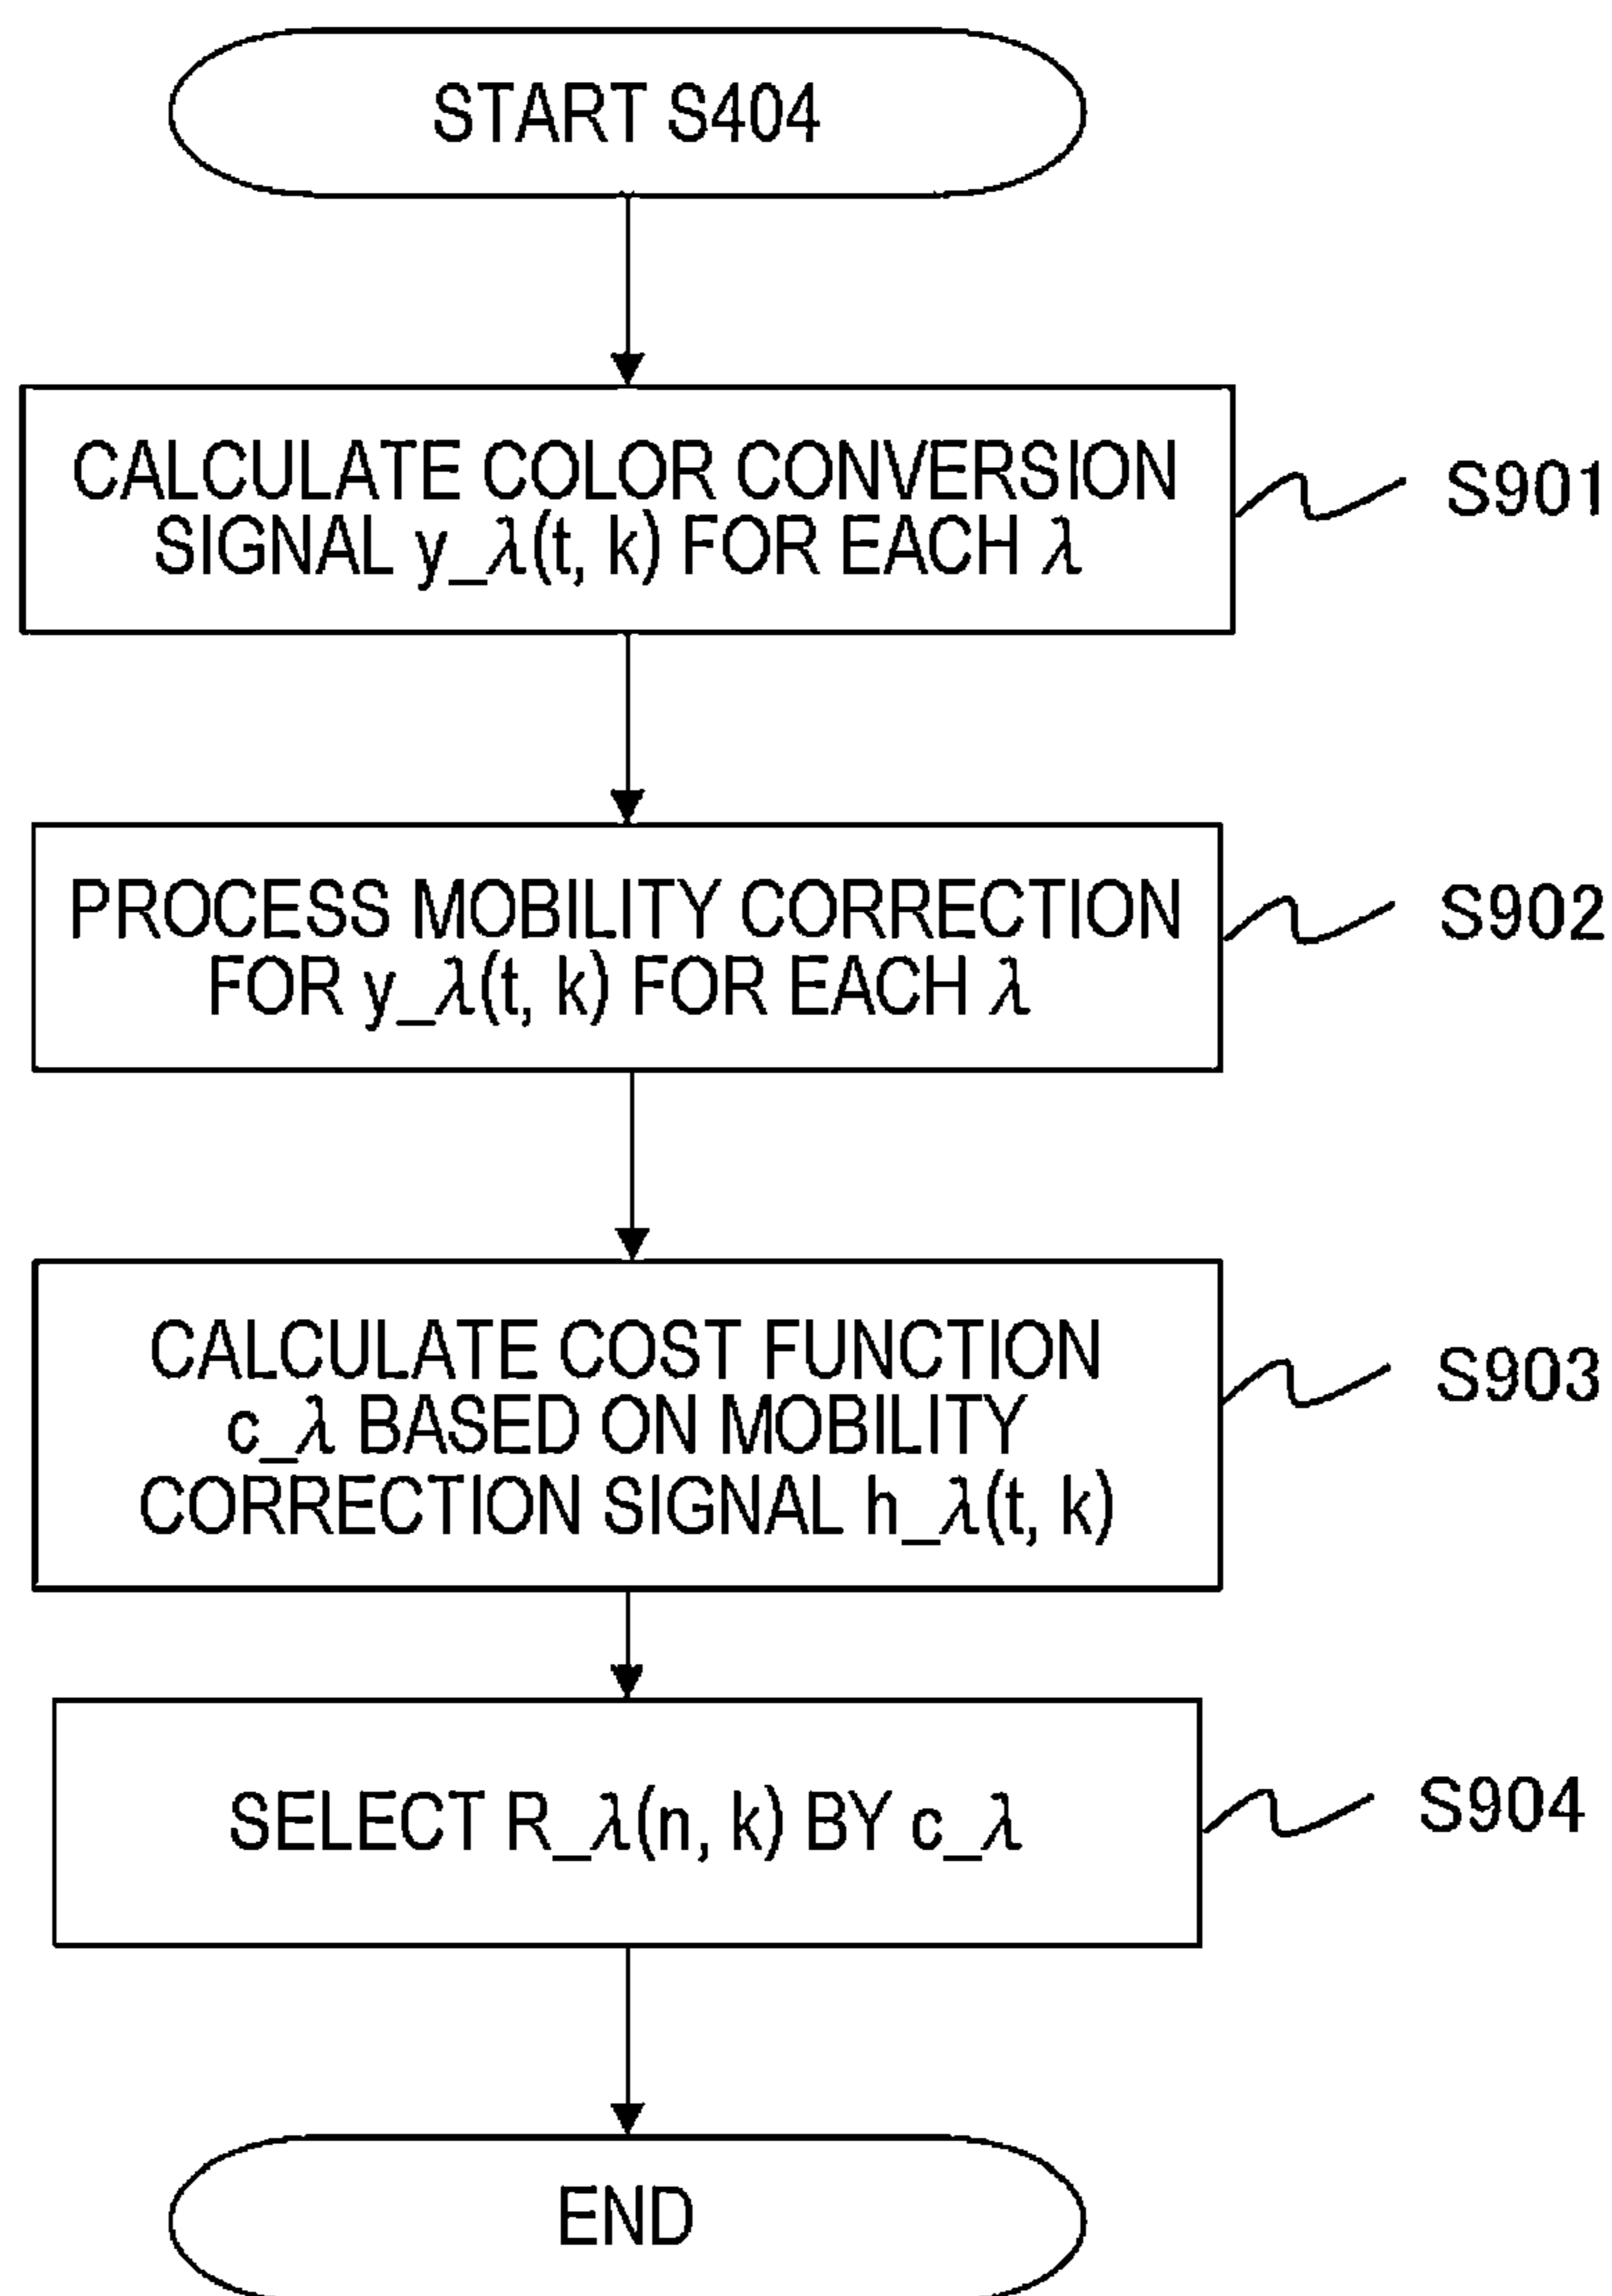 START S404
CALCULATE COLOR CONVERSION
SIGNAL y_λ(t, k) FOR EACH λ
S901
PROCESS MOBILITY CORRECTION
FOR y_λ(t, k) FOR EACH λ
S902
CALCULATE COST FUNCTION
c_λ BASED ON MOBILITY
CORRECTION SIGNAL h_λ(t, k)
S903
SELECT R_λ(n, k) BY c_λ
S904
END